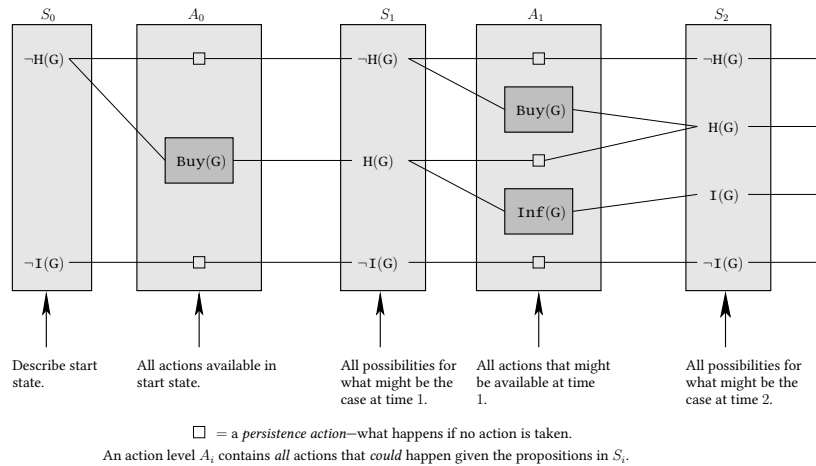 S₀ A₀ S₁ A₁ S₂
¬H(G) ¬H(G) ¬H(G)
Buy(G) H(G)
Buy(G) H(G)
Inf(G) I(G)
¬I(G) ¬I(G) ¬I(G)
Describe start
state.
All actions available in
start state.
All possibilities for
what might be the
case at time 1.
All actions that might
be available at time
1.
All possibilities for
what might be the
case at time 2.
= a persistence action—what happens if no action is taken.
An action level Aᵢ contains all actions that could happen given the propositions in Sᵢ.